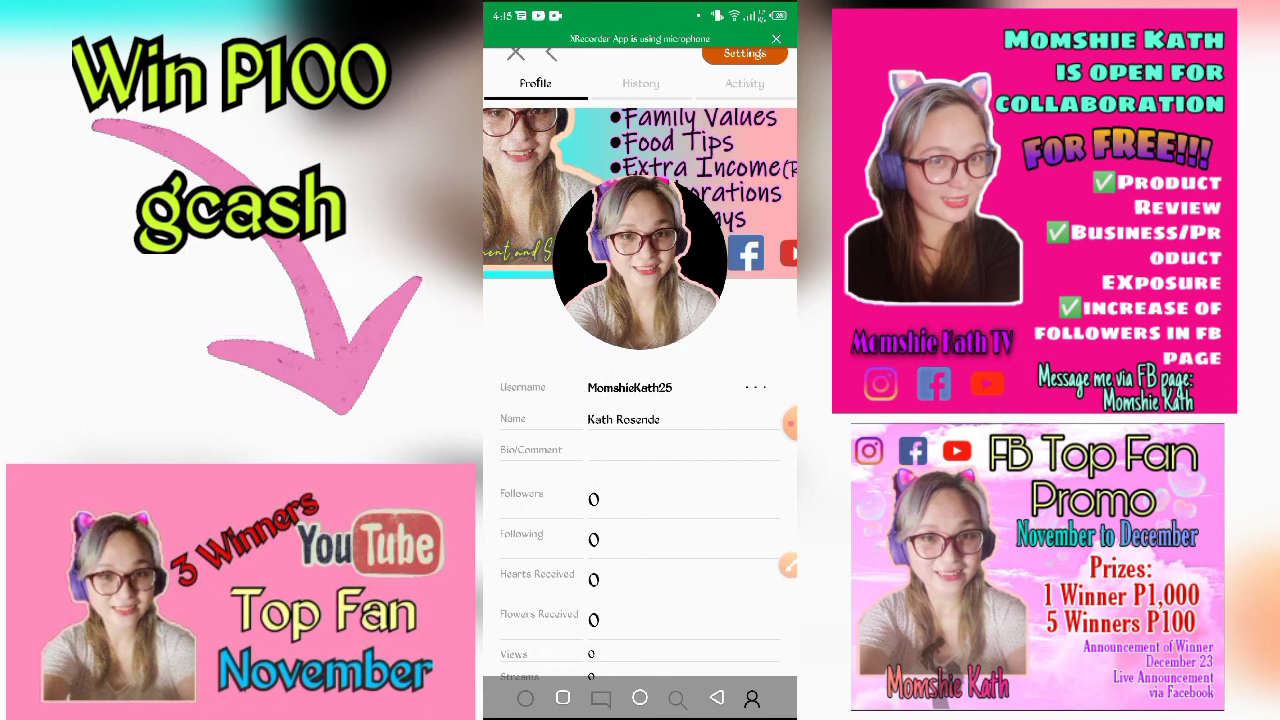 Win P100
gcash
3 Winners
YouTube
Top Fan
November
4:15
28
XRecorder App is using microphone
Settings
Profile
History
Activity
•Family Values
•Food Tips
•Extra Income(R
Username
MomshieKath25
Name
Kath Rosende
Bio/Comment
Followers
0
Following
0
Hearts Received
0
Flowers Received
0
Views
0
Streams
0
Momshie Kath
is open for
collaboration
For FREE!!!
✅Product
Review
✅Business/Pr
oduct
Exposure
✅Increase of
followers in FB
page
Momshie Kath TV
Message me via FB page:
Momshie Kath
FB Top Fan
Promo
November to December
Prizes:
1 Winner P1,000
5 Winners P100
Announcement of Winner
December 23
Live Announcement
via Facebook
Momshie Kath